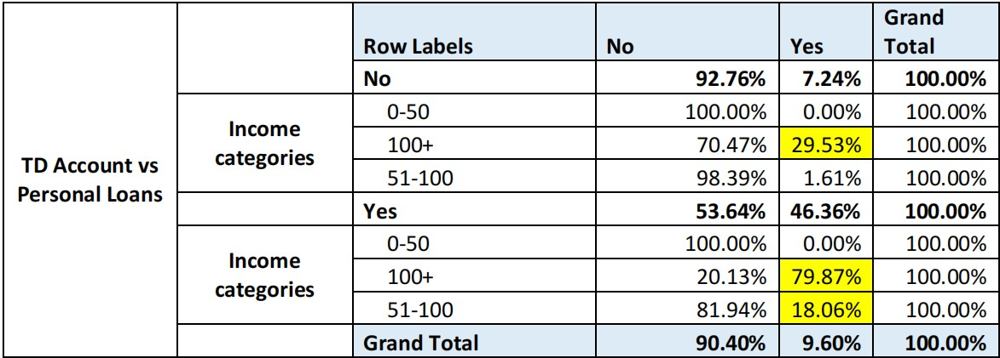 Row Labels No Yes Grand Total
No 92.76% 7.24% 100.00%
TD Account vs Personal Loans
Income categories
0-50 100.00% 0.00% 100.00%
100+ 70.47% 29.53% 100.00%
51-100 98.39% 1.61% 100.00%
Yes 53.64% 46.36% 100.00%
Income categories
0-50 100.00% 0.00% 100.00%
100+ 20.13% 79.87% 100.00%
51-100 81.94% 18.06% 100.00%
Grand Total 90.40% 9.60% 100.00%